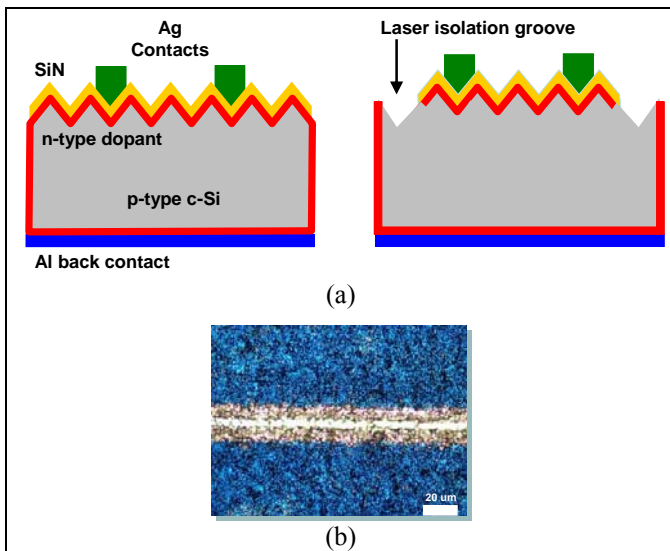 Ag
Contacts
SiN
n-type dopant
p-type c-Si
Al back contact
Laser isolation groove
(a)
20 um
(b)